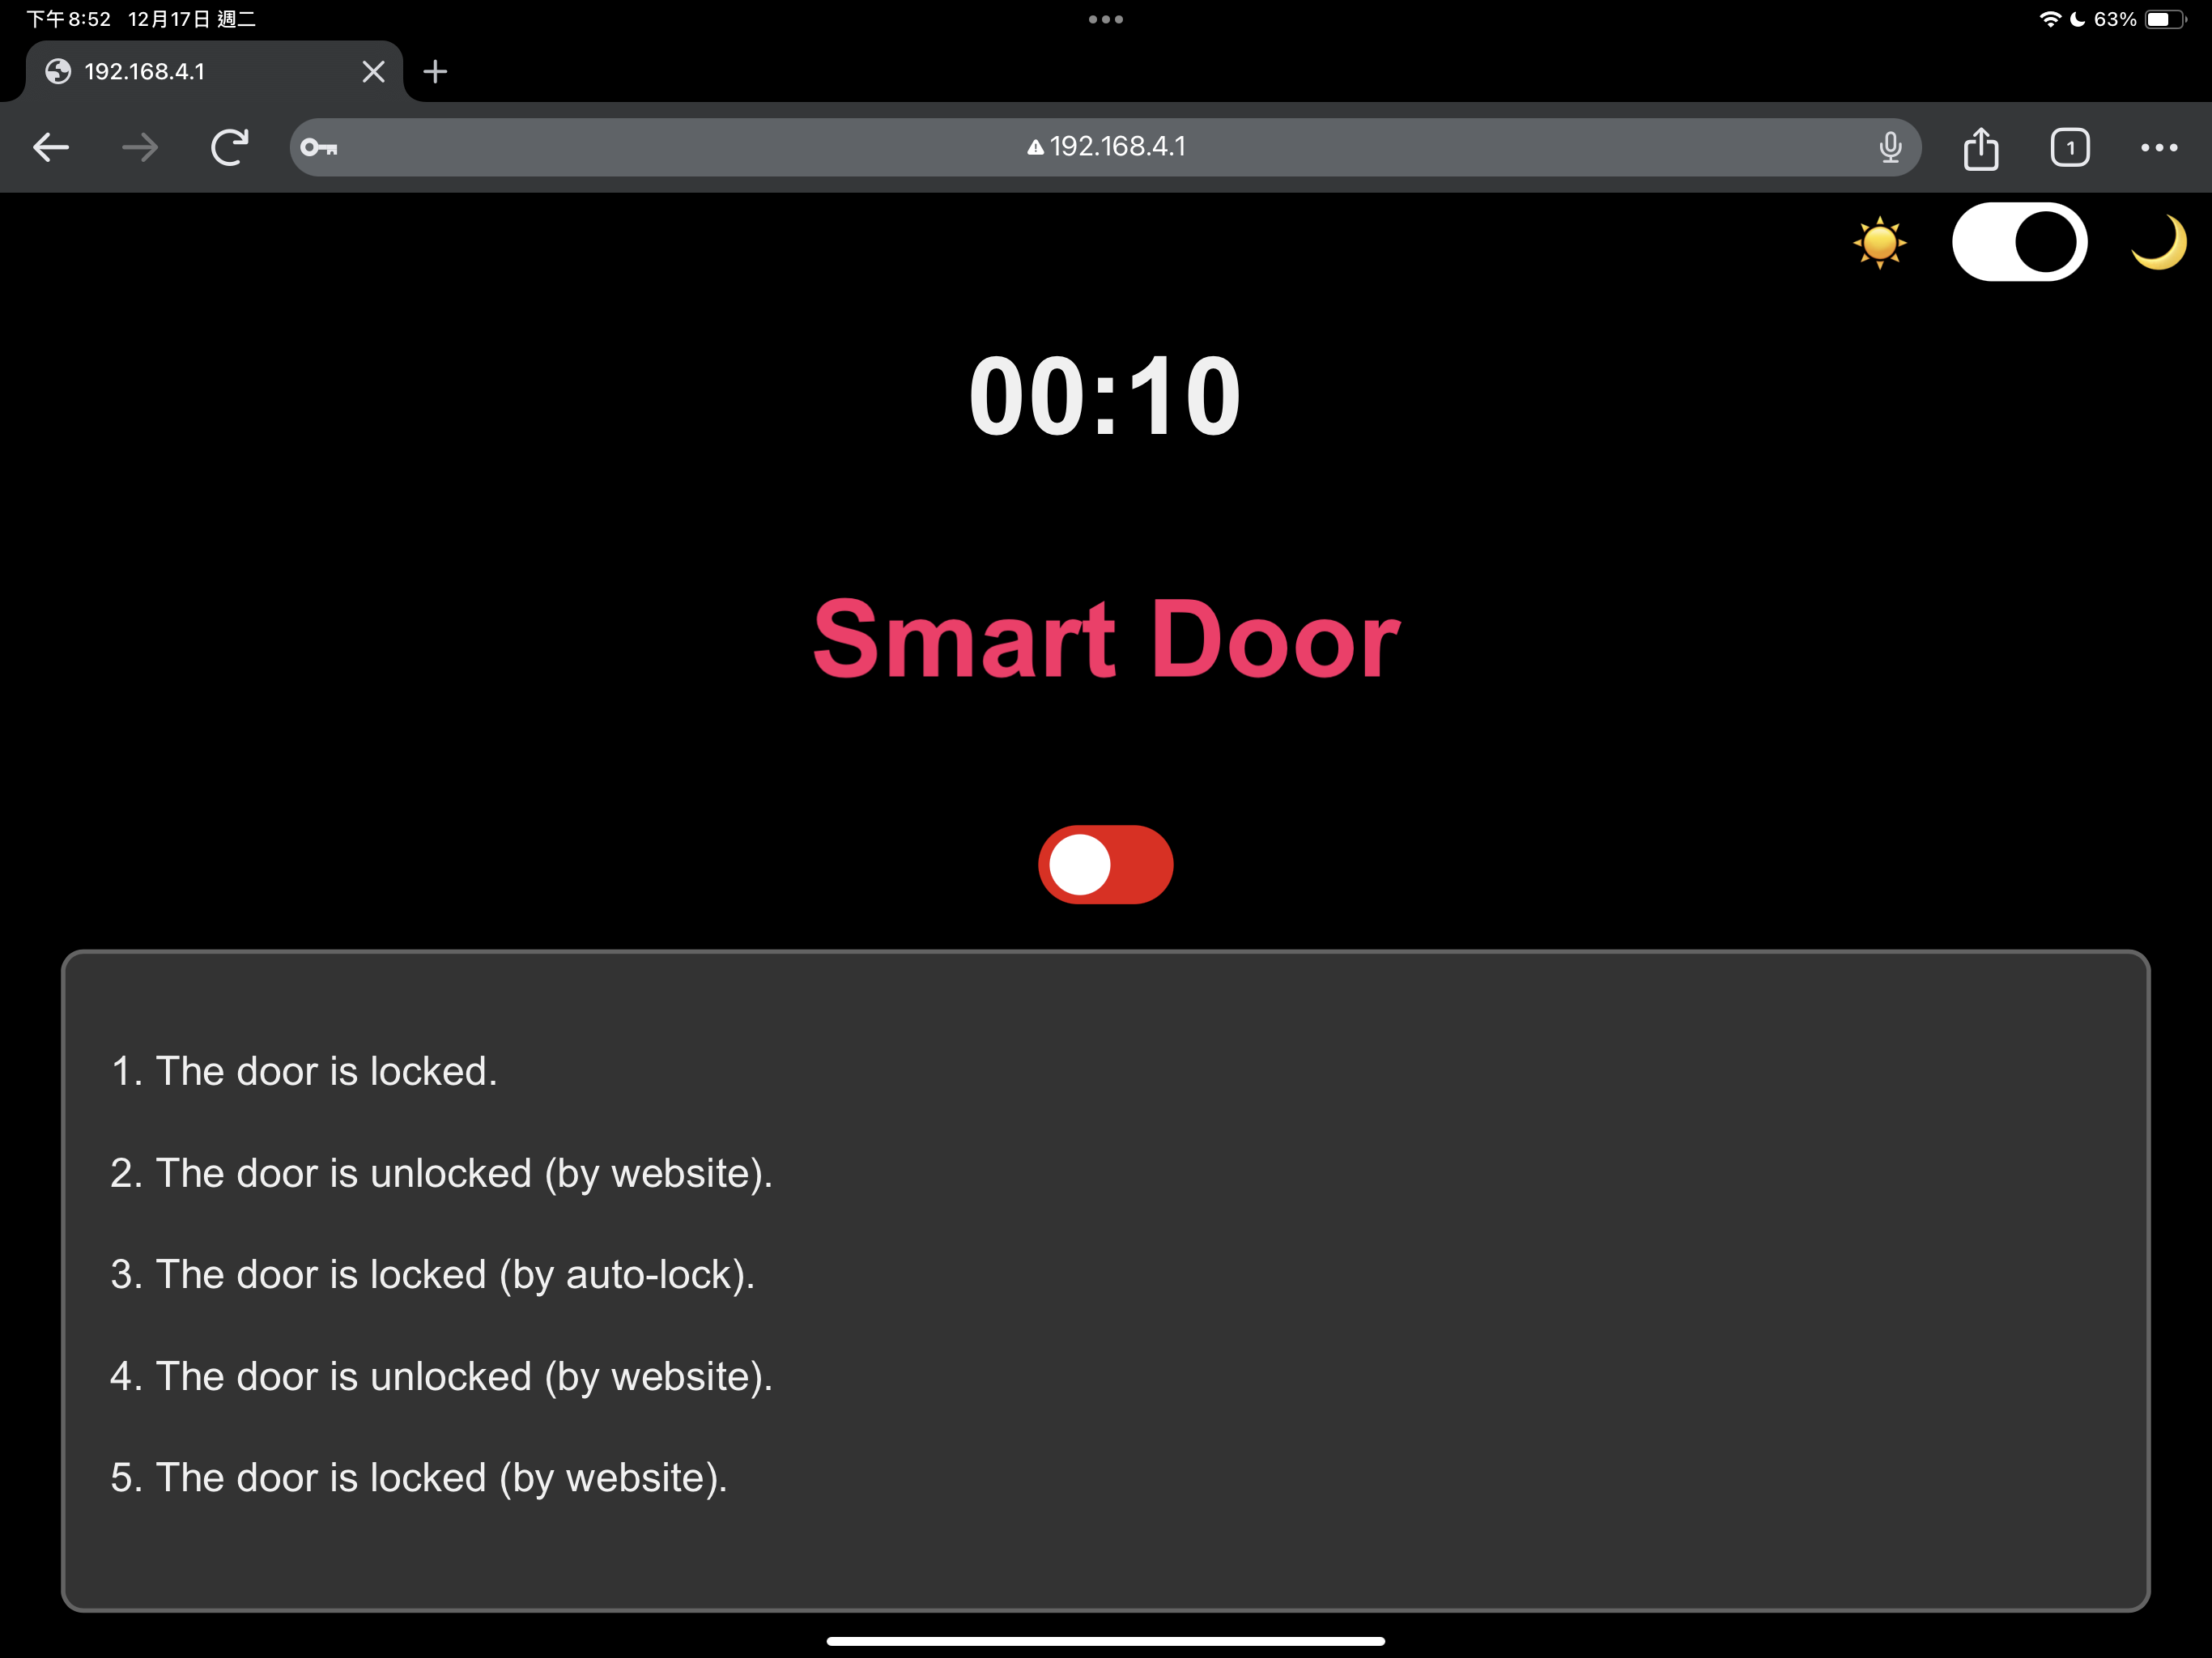 下午8:52 12月17日 週二
63%
192.168.4.1
192.168.4.1
1
00:10
Smart Door
1. The door is locked.
2. The door is unlocked (by website).
3. The door is locked (by auto-lock).
4. The door is unlocked (by website).
5. The door is locked (by website).